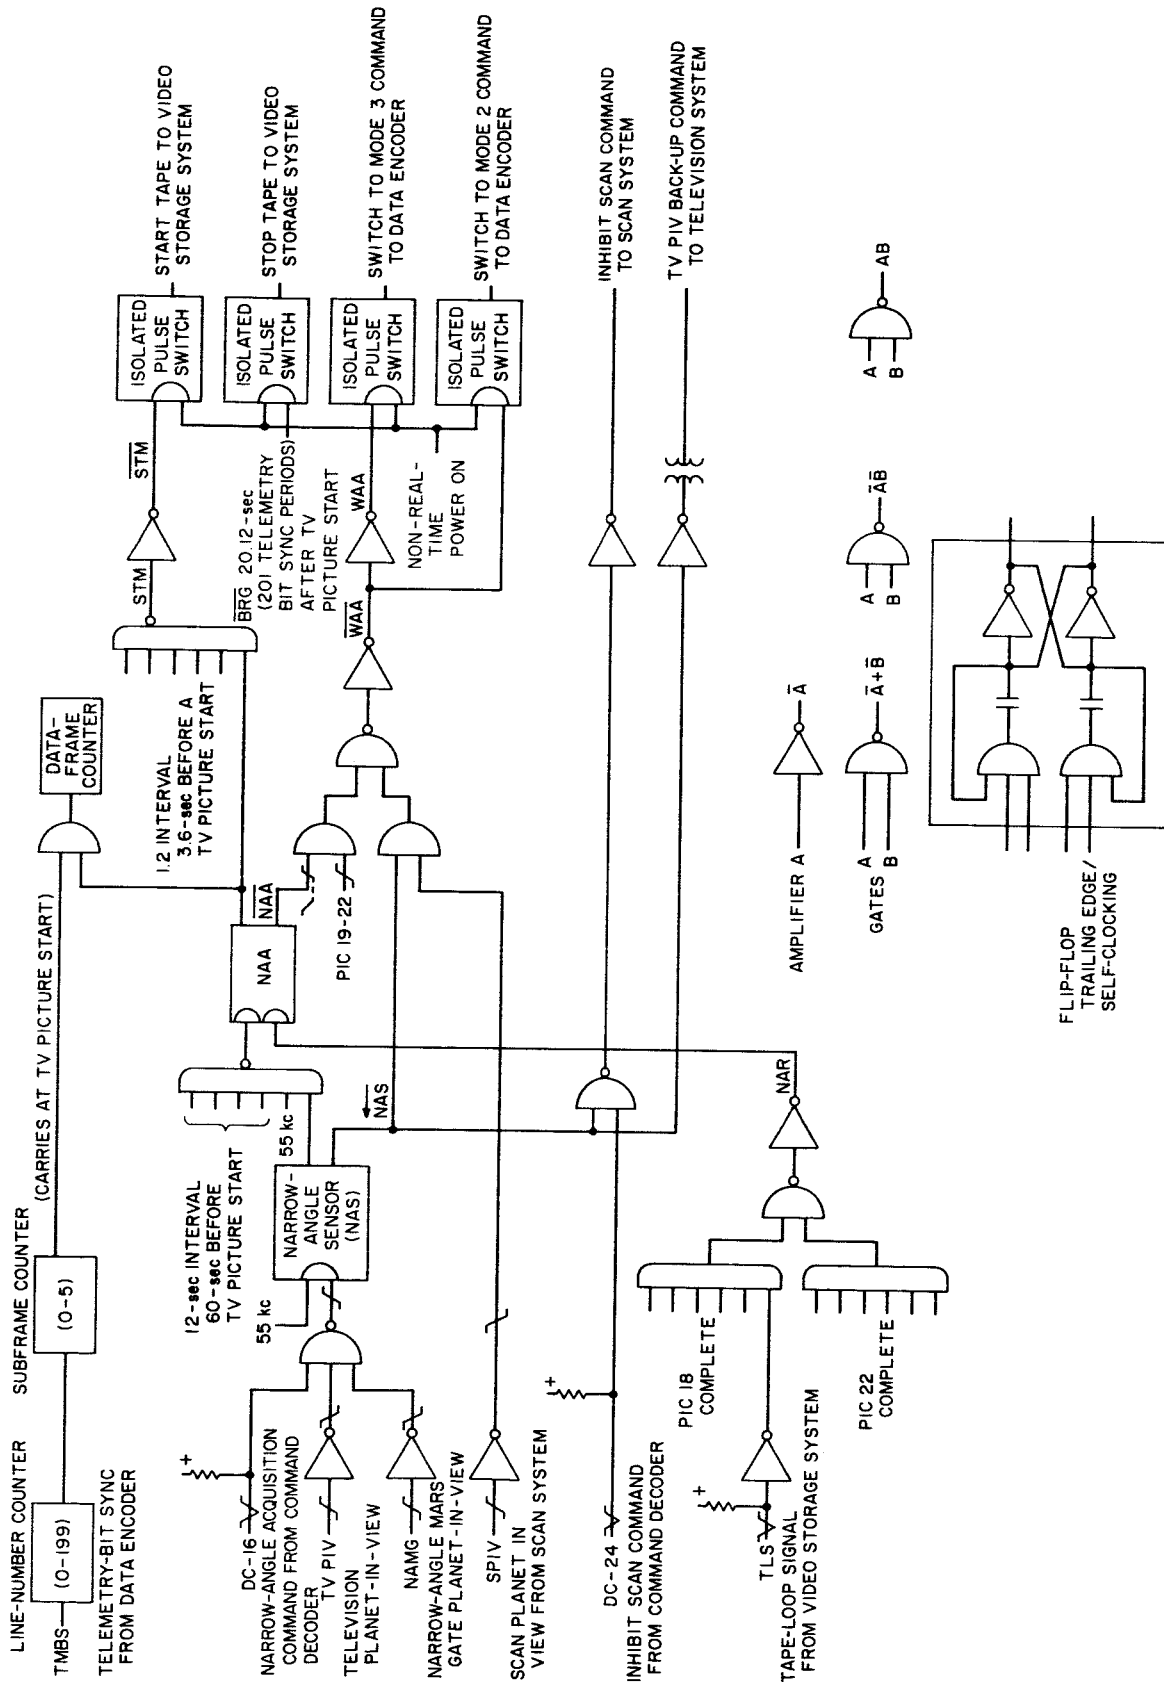 LINE-NUMBER COUNTER
SUBFRAME COUNTER
TMBS
(0-199)
(0-5)
(CARRIES AT TV PICTURE START)
DATA-
FRAME
COUNTER
TELEMETRY-BIT SYNC
FROM DATA ENCODER
1.2 INTERVAL
3.6-sec BEFORE A
TV PICTURE START
STM
STM
ISOLATED
PULSE
SWITCH
START TAPE TO VIDEO
STORAGE SYSTEM
12-sec INTERVAL
60-sec BEFORE
TV PICTURE START
55 kc
55 kc
NARROW-
ANGLE
SENSOR
(NAS)
NAS
NAA
NAA
PIC 19-22
BRG 20.12-sec
(201 TELEMETRY
BIT SYNC PERIODS)
AFTER TV
PICTURE START
ISOLATED
PULSE
SWITCH
STOP TAPE TO VIDEO
STORAGE SYSTEM
WAA
WAA
ISOLATED
PULSE
SWITCH
SWITCH TO MODE 3 COMMAND
TO DATA ENCODER
NON-REAL-
TIME
POWER ON
ISOLATED
PULSE
SWITCH
SWITCH TO MODE 2 COMMAND
TO DATA ENCODER
+
DC-16
NARROW-ANGLE ACQUISITION
COMMAND FROM COMMAND
DECODER
TV PIV
TELEVISION
PLANET-IN-VIEW
NAMG
NARROW-ANGLE MARS
GATE PLANET-IN-VIEW
SPIV
SCAN PLANET IN
VIEW FROM SCAN SYSTEM
+
DC-24
INHIBIT SCAN COMMAND
FROM COMMAND DECODER
INHIBIT SCAN COMMAND
TO SCAN SYSTEM
TV PIV BACK-UP COMMAND
TO TELEVISION SYSTEM
PIC 18
COMPLETE
NAR
+
TLS
TAPE-LOOP SIGNAL
FROM VIDEO STORAGE SYSTEM
PIC 22
COMPLETE
AMPLIFIER A
A̅
GATES
A
B
A̅+B̅
A
B
A̅B̅
A
B
AB
FLIP-FLOP
TRAILING EDGE/
SELF-CLOCKING